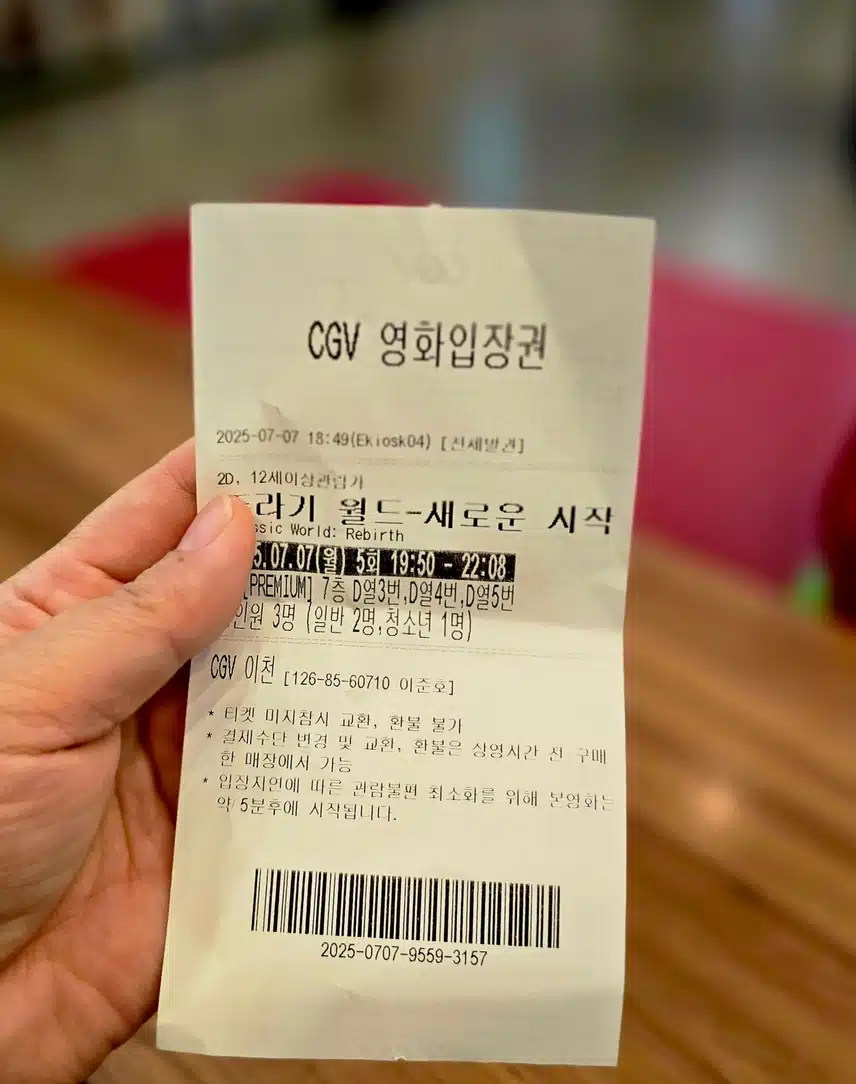 CGV 영화입장권
2025-07-07 18:49(Ekiosk04) [전세발권]
2D, 12세이상관람가
라기 월드-새로운 시작
ssic World: Rebirth
5.07.07(월) 5회 19:50 - 22:08
[PREMIUM] 7층 D열3번,D열4번,D열5번
인원 3명 (일반 2명,청소년 1명)
CGV 이천 [126-85-60710 이준호]
* 티켓 미지참시 교환, 환불 불가
* 결제수단 변경 및 교환, 환불은 상영시간 전 구매
한 매장에서 가능
* 입장지연에 따른 관람불편 최소화를 위해 본영화는
약 5분후에 시작됩니다.
2025-0707-9559-3157